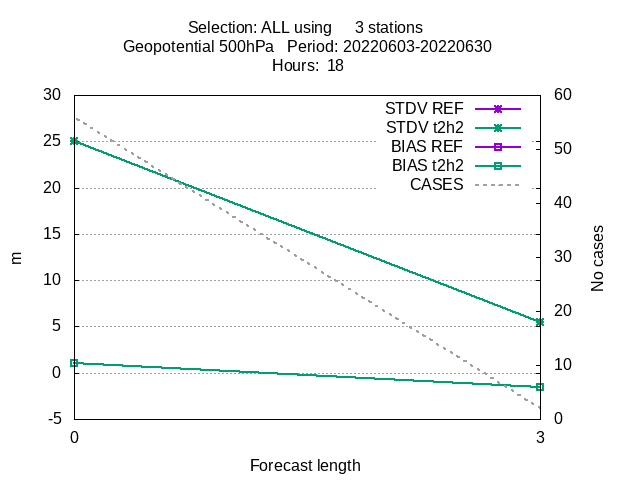 Selection: ALL using     3 stations
Geopotential 500hPa   Period: 20220603-20220630
Hours:  18
30
25
20
15
10
5
0
-5
60
50
40
30
20
10
0
STDV REF
STDV t2h2
BIAS REF
BIAS t2h2
CASES
m
No cases
0
3
Forecast length